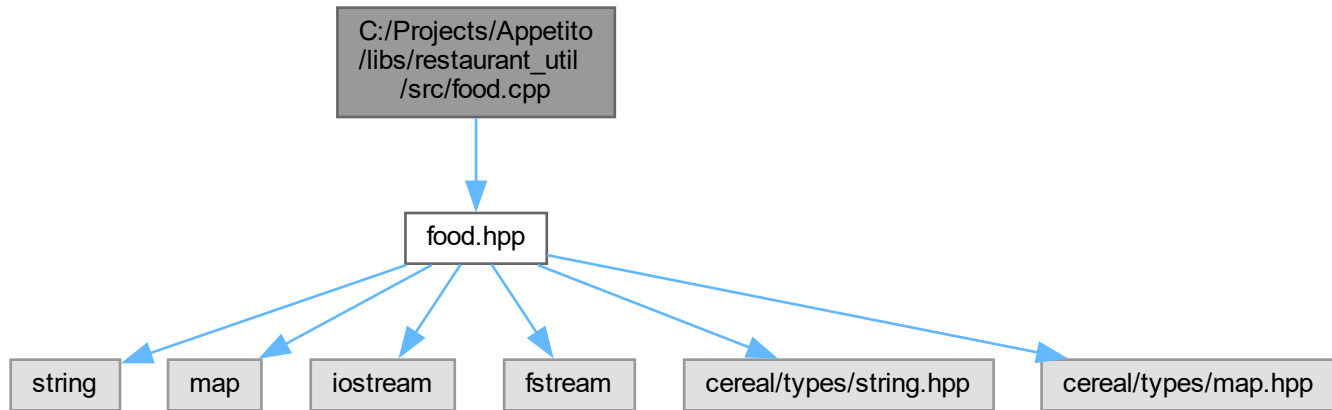 C:/Projects/Appetito
/libs/restaurant_util
/src/food.cpp
food.hpp
string
map
iostream
fstream
cereal/types/string.hpp
cereal/types/map.hpp